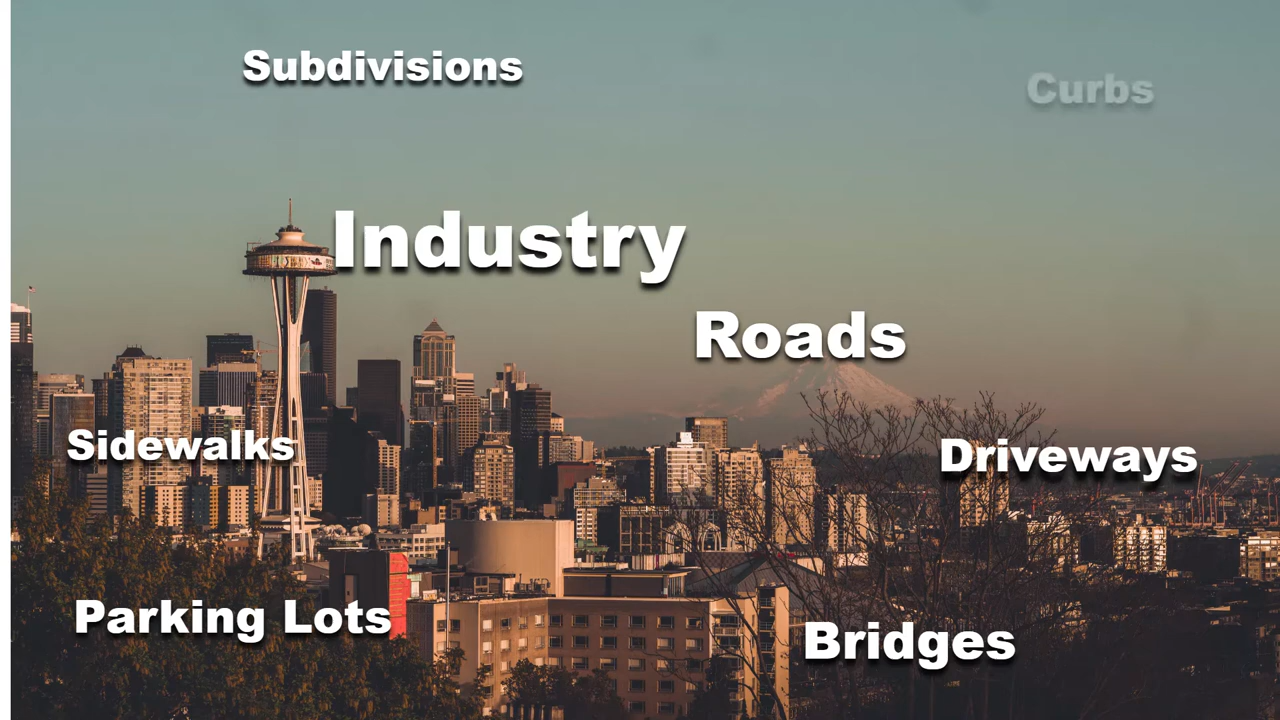 Subdivisions
Curbs
Industry
Roads
Sidewalks
Driveways
Parking Lots
Bridges